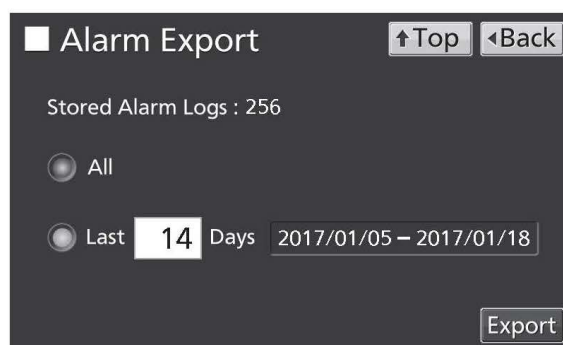 Alarm Export
Top
Back
Stored Alarm Logs : 256
All
Last 14 Days 2017/01/05 – 2017/01/18
Export